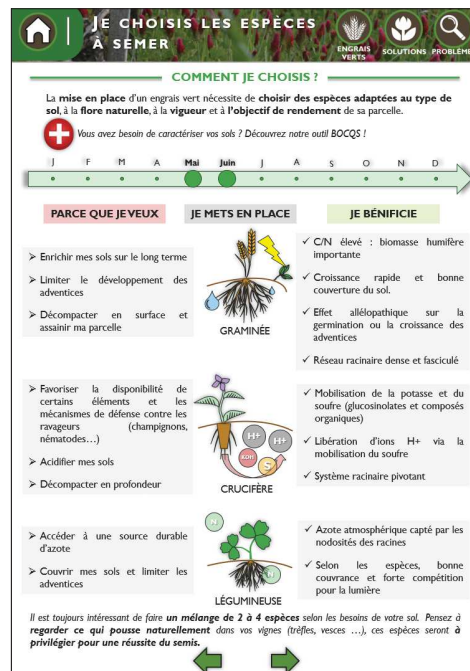 JE CHOISIS LES ESPÈCES
À SEMER
ENGRAIS
VERTS
SOLUTIONS
PROBLÈME
COMMENT JE CHOISIS ?
La mise en place d'un engrais vert nécessite de choisir des espèces adaptées au type de
sol, à la flore naturelle, à la vigueur et à l'objectif de rendement de sa parcelle.
Vous avez besoin de caractériser vos sols ? Découvrez notre outil BOCQS !
J F M A Mai Juin J A S O N D
PARCE QUE JE VEUX
JE METS EN PLACE
JE BÉNIFICIE
➢ Enrichir mes sols sur le long terme
➢ Limiter le développement des
adventices
➢ Décompacter en surface et
assainir ma parcelle
GRAMINÉE
✓ C/N élevé : biomasse humifère
importante
✓ Croissance rapide et bonne
couverture du sol.
✓ Effet allélopathique sur la
germination ou la croissance des
adventices
✓ Réseau racinaire dense et fasciculé
➢ Favoriser la disponibilité de
certains éléments et les
mécanismes de défense contre les
ravageurs (champignons,
nématodes...)
➢ Acidifier mes sols
➢ Décompacter en profondeur
H+
H+
KOH
S
CRUCIFÈRE
✓ Mobilisation de la potasse et du
soufre (glucosinolates et composés
organiques)
✓ Libération d'ions H+ via la
mobilisation du soufre
✓ Système racinaire pivotant
➢ Accéder à une source durable
d'azote
➢ Couvrir mes sols et limiter les
adventices
N
N
LÉGUMINEUSE
✓ Azote atmosphérique capté par les
nodosités des racines
✓ Selon les espèces, bonne
couvrance et forte compétition
pour la lumière
Il est toujours intéressant de faire un mélange de 2 à 4 espèces selon les besoins de votre sol. Pensez à
regarder ce qui pousse naturellement dans vos vignes (trèfles, vesces ...), ces espèces seront à
privilégier pour une réussite du semis.